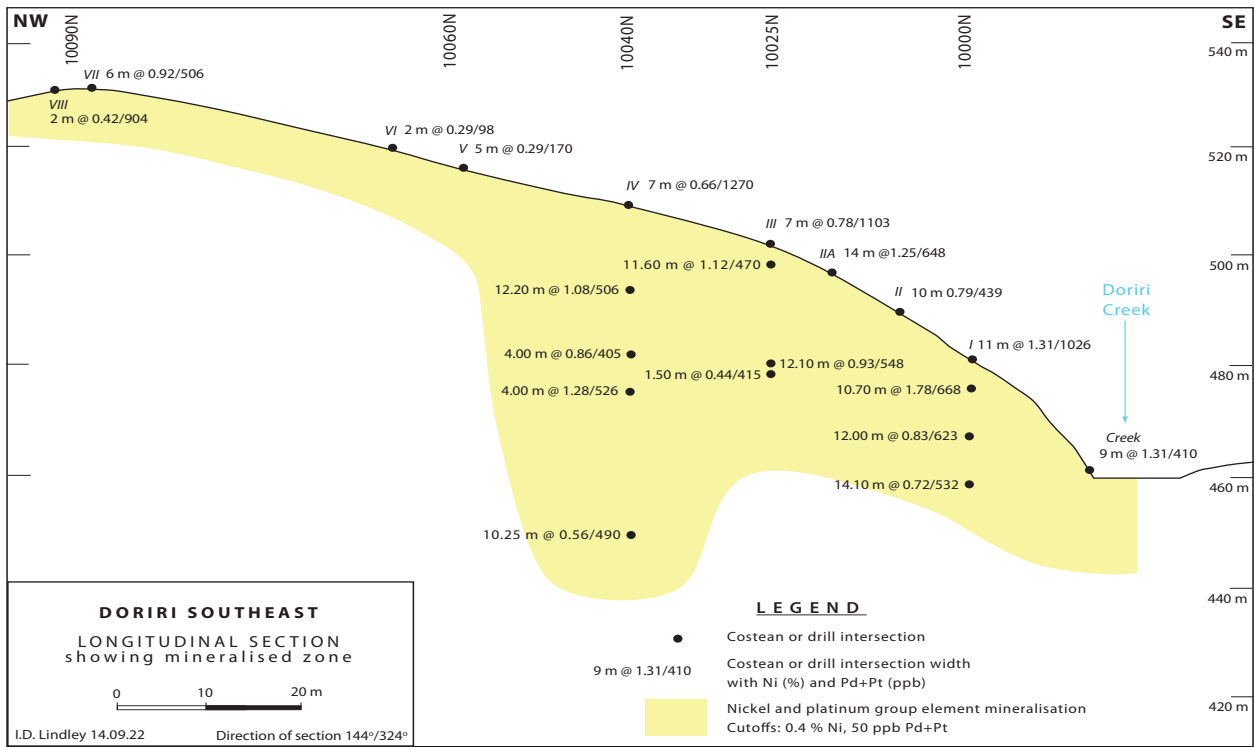 NW
SE
10090N
10060N
10040N
10025N
10000N
540 m
VII 6 m @ 0.92/506
VIII
2 m @ 0.42/904
VI 2 m @ 0.29/98
V 5 m @ 0.29/170
520 m
IV 7 m @ 0.66/1270
III 7 m @ 0.78/1103
11.60 m @ 1.12/470
IIA 14 m @1.25/648
500 m
12.20 m @ 1.08/506
II 10 m 0.79/439
Doriri
Creek
4.00 m @ 0.86/405
12.10 m @ 0.93/548
I 11 m @ 1.31/1026
1.50 m @ 0.44/415
480 m
4.00 m @ 1.28/526
10.70 m @ 1.78/668
12.00 m @ 0.83/623
Creek
9 m @ 1.31/410
14.10 m @ 0.72/532
460 m
10.25 m @ 0.56/490
440 m
DORIRI SOUTHEAST
LONGITUDINAL SECTION
showing mineralised zone
0 10 20 m
I.D. Lindley 14.09.22 Direction of section 144°/324°
LEGEND
Costean or drill intersection
9 m @ 1.31/410
Costean or drill intersection width
with Ni (%) and Pd+Pt (ppb)
Nickel and platinum group element mineralisation
Cutoffs: 0.4 % Ni, 50 ppb Pd+Pt
420 m